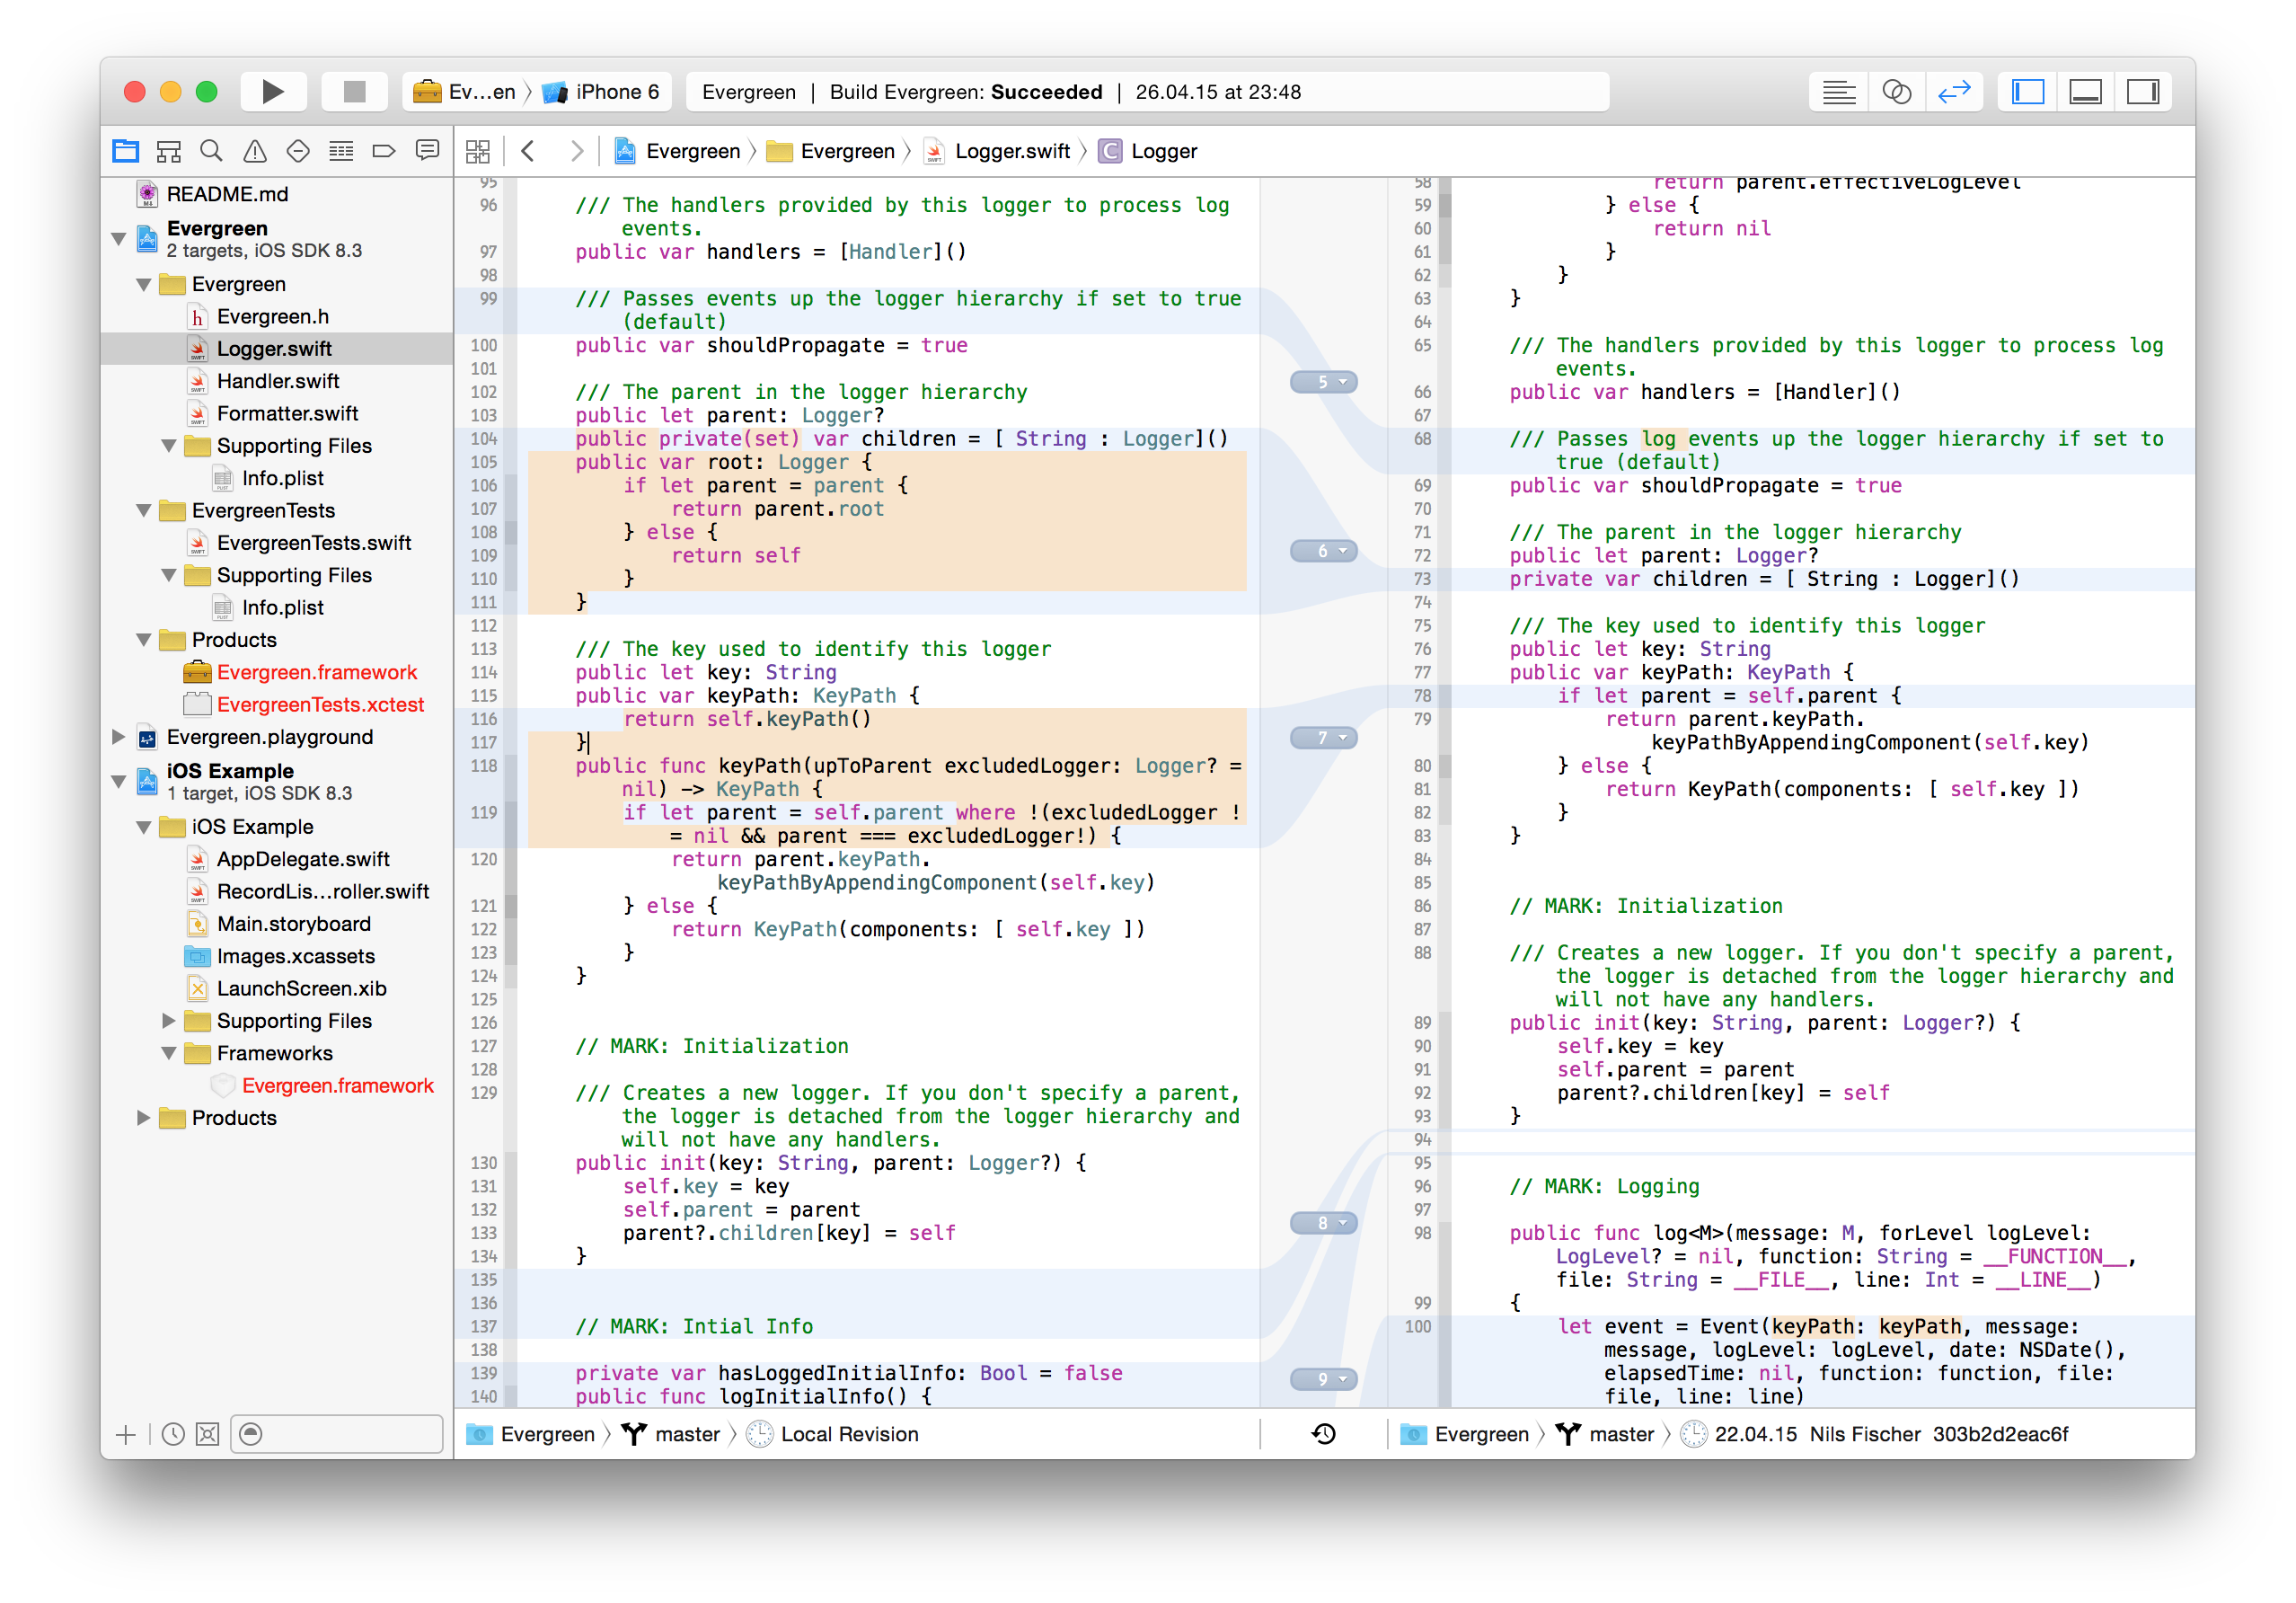 Ev...en 〉 iPhone 6
Evergreen | Build Evergreen: Succeeded | 26.04.15 at 23:48
Evergreen 〉 Evergreen 〉 Logger.swift 〉 C Logger
README.md
Evergreen
2 targets, iOS SDK 8.3
Evergreen
h Evergreen.h
Logger.swift
Handler.swift
Formatter.swift
Supporting Files
Info.plist
EvergreenTests
EvergreenTests.swift
Supporting Files
Info.plist
Products
Evergreen.framework
EvergreenTests.xctest
Evergreen.playground
iOS Example
1 target, iOS SDK 8.3
iOS Example
AppDelegate.swift
RecordLis...roller.swift
Main.storyboard
Images.xcassets
LaunchScreen.xib
Supporting Files
Frameworks
Evergreen.framework
Products
95
96 /// The handlers provided by this logger to process log
events.
97 public var handlers = [Handler]()
98
99 /// Passes events up the logger hierarchy if set to true
(default)
100 public var shouldPropagate = true
101
102 /// The parent in the logger hierarchy
103 public let parent: Logger?
104 public private(set) var children = [ String : Logger]()
105 public var root: Logger {
106 if let parent = parent {
107 return parent.root
108 } else {
109 return self
110 }
111 }
112
113 /// The key used to identify this logger
114 public let key: String
115 public var keyPath: KeyPath {
116 return self.keyPath()
117 }
118 public func keyPath(upToParent excludedLogger: Logger? =
nil) -> KeyPath {
119 if let parent = self.parent where !(excludedLogger !
= nil && parent === excludedLogger!) {
120 return parent.keyPath.
keyPathByAppendingComponent(self.key)
121 } else {
122 return KeyPath(components: [ self.key ])
123 }
124 }
125
126
127 // MARK: Initialization
128
129 /// Creates a new logger. If you don't specify a parent,
the logger is detached from the logger hierarchy and
will not have any handlers.
130 public init(key: String, parent: Logger?) {
131 self.key = key
132 self.parent = parent
133 parent?.children[key] = self
134 }
135
136
137 // MARK: Intial Info
138
139 private var hasLoggedInitialInfo: Bool = false
140 public func logInitialInfo() {
5
6
7
8
9
58 return parent.effectiveLogLevel
59 } else {
60 return nil
61 }
62 }
63 }
64
65 /// The handlers provided by this logger to process log
events.
66 public var handlers = [Handler]()
67
68 /// Passes log events up the logger hierarchy if set to
true (default)
69 public var shouldPropagate = true
70
71 /// The parent in the logger hierarchy
72 public let parent: Logger?
73 private var children = [ String : Logger]()
74
75 /// The key used to identify this logger
76 public let key: String
77 public var keyPath: KeyPath {
78 if let parent = self.parent {
79 return parent.keyPath.
keyPathByAppendingComponent(self.key)
80 } else {
81 return KeyPath(components: [ self.key ])
82 }
83 }
84
85
86 // MARK: Initialization
87
88 /// Creates a new logger. If you don't specify a parent,
the logger is detached from the logger hierarchy and
will not have any handlers.
89 public init(key: String, parent: Logger?) {
90 self.key = key
91 self.parent = parent
92 parent?.children[key] = self
93 }
94
95
96 // MARK: Logging
97
98 public func log<M>(message: M, forLevel logLevel:
LogLevel? = nil, function: String = __FUNCTION__,
file: String = __FILE__, line: Int = __LINE__)
99 {
100 let event = Event(keyPath: keyPath, message:
message, logLevel: logLevel, date: NSDate(),
elapsedTime: nil, function: function, file:
file, line: line)
Evergreen 〉 master 〉 Local Revision
Evergreen 〉 master 〉 22.04.15 Nils Fischer 303b2d2eac6f